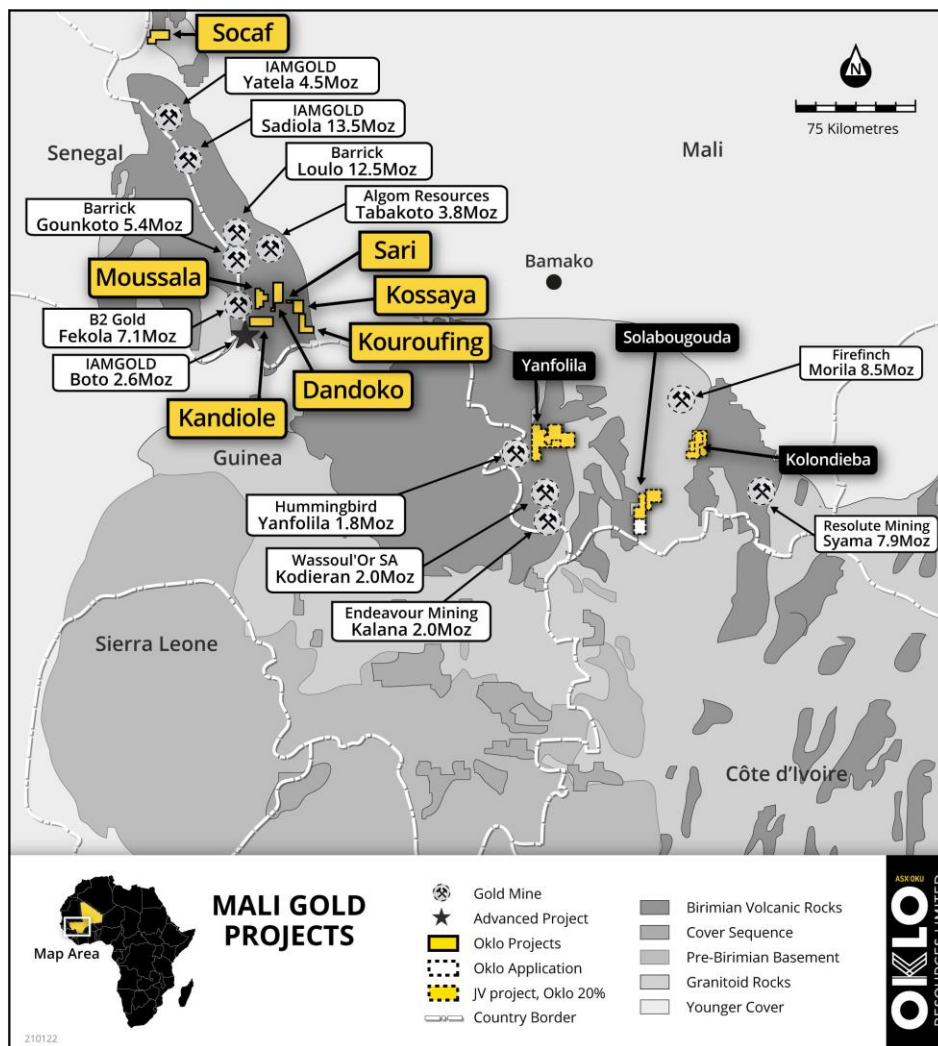 Socaf
IAMGOLD
Yatela 4.5Moz
IAMGOLD
Sadiola 13.5Moz
N
75 Kilometres
Senegal
Mali
Barrick
Loulo 12.5Moz
Algom Resources
Tabakoto 3.8Moz
Barrick
Gounkoto 5.4Moz
Sari
Bamako
Moussala
Kossaya
B2 Gold
Fekola 7.1Moz
Kouroufing
Solabougouda
IAMGOLD
Boto 2.6Moz
Yanfolila
Firefinch
Morila 8.5Moz
Dandoko
Kandiole
Guinea
Kolondieba
Hummingbird
Yanfolila 1.8Moz
Resolute Mining
Syama 7.9Moz
Wassoul'Or SA
Kodieran 2.0Moz
Endeavour Mining
Kalana 2.0Moz
Sierra Leone
Côte d'Ivoire
Map Area
MALI GOLD
PROJECTS
Gold Mine
Advanced Project
Oklo Projects
Oklo Application
JV project, Oklo 20%
Country Border
Birimian Volcanic Rocks
Cover Sequence
Pre-Birimian Basement
Granitoid Rocks
Younger Cover
ASX:OKU
OKLO
RESOURCES LIMITED
210122